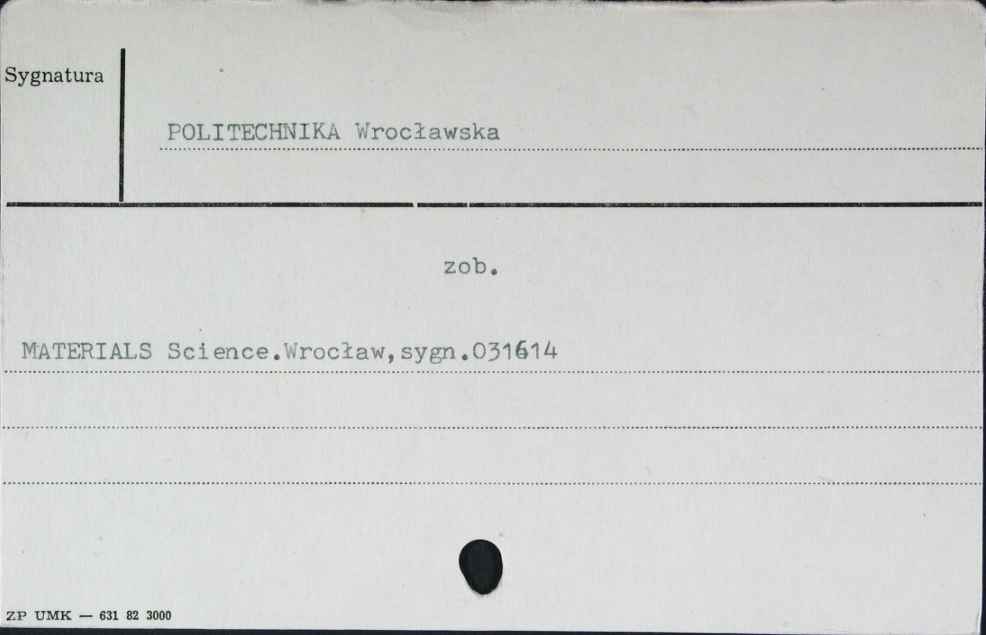 Sygnatura
POLITECHNIKA Wrocławska
zob.
MATERIALS Science.Wrocław,sygn.031614
ZP UMK — 631 82 3000